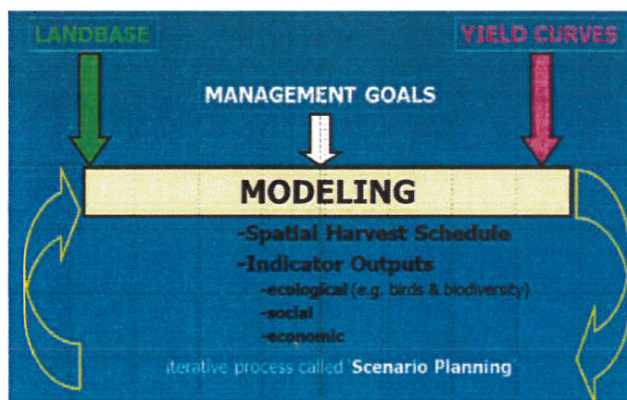 LANDBASE
YIELD CURVES
MANAGEMENT GOALS
MODELING
-Spatial Harvest Schedule
-Indicator Outputs
-ecological (e.g. birds & biodiversity)
-social
-economic
iterative process called 'Scenario Planning'